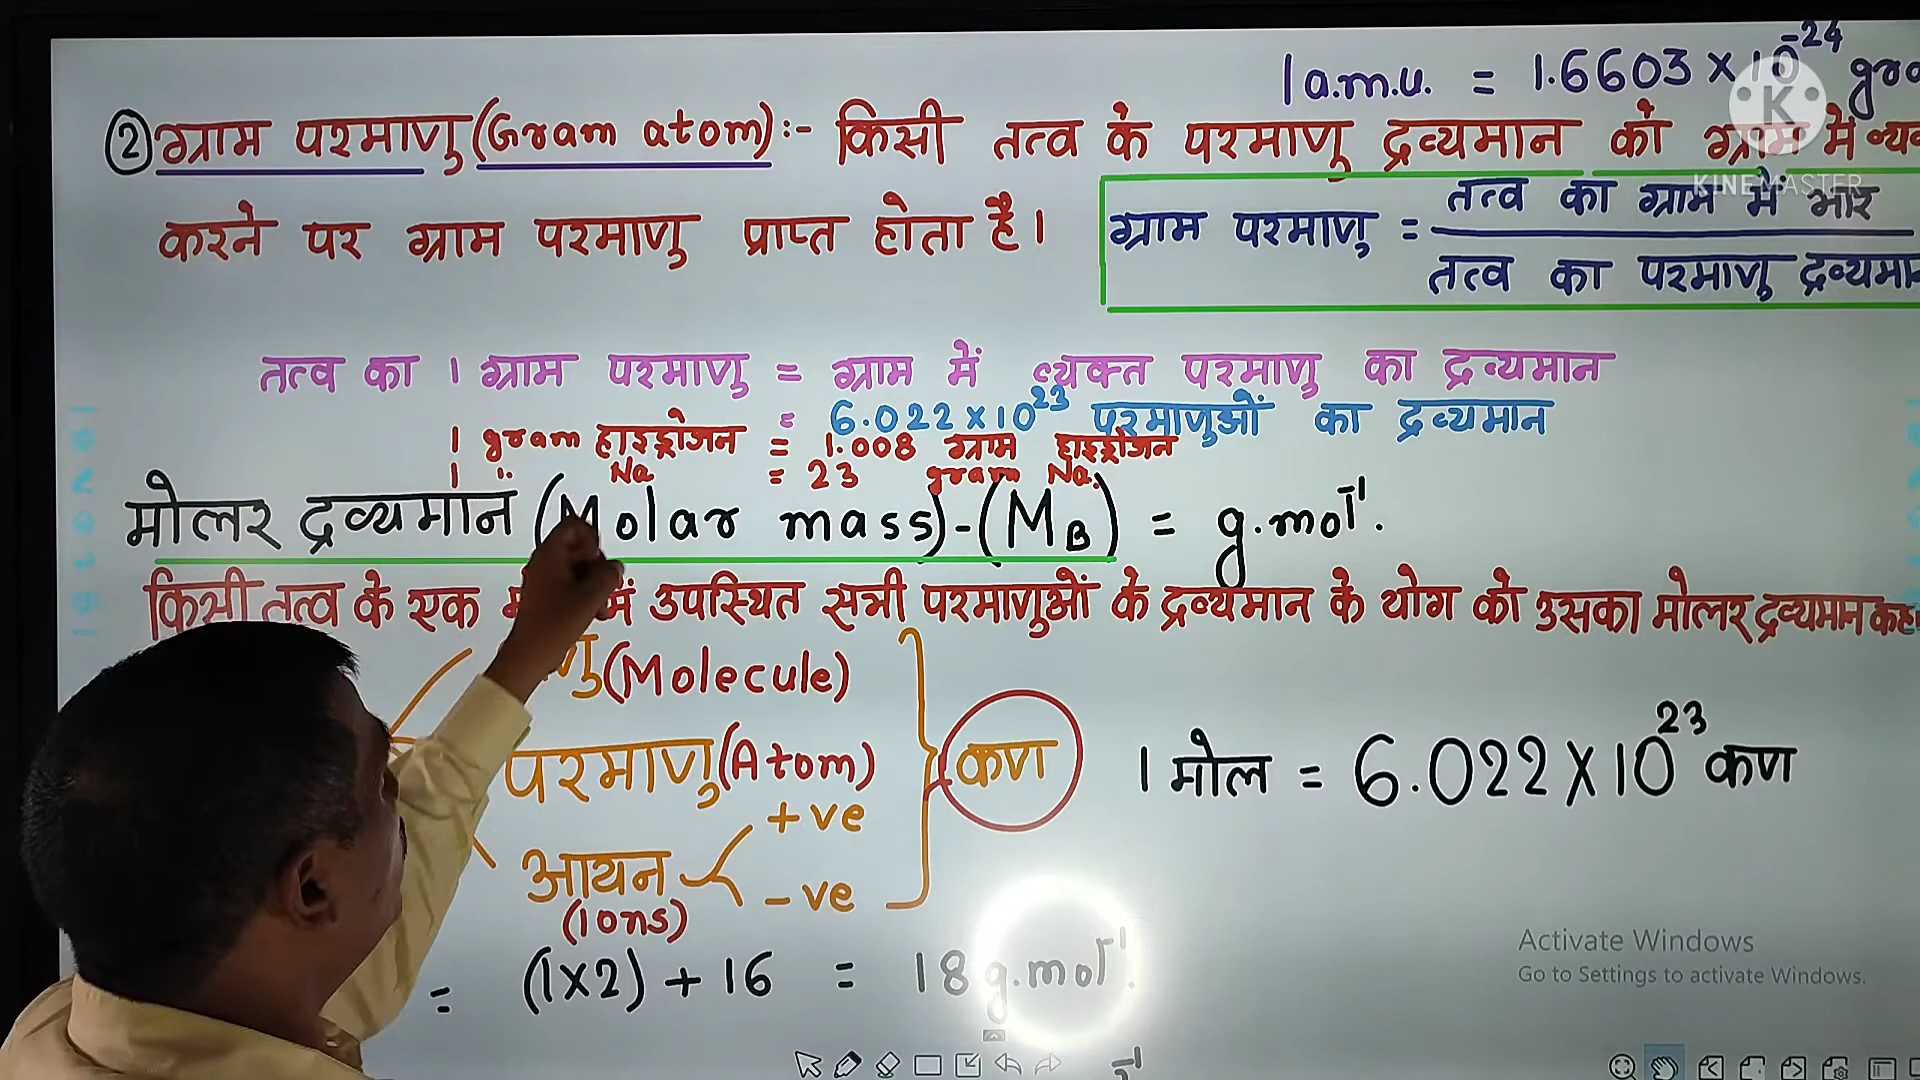 1 a.m.u. = 1.6603 × 10⁻²⁴
② ग्राम परमाणु (Gram atom) :- किसी तत्व के परमाणु द्रव्यमान को ग्राम में
करने पर ग्राम परमाणु प्राप्त होता है।
ग्राम परमाणु = तत्व का ग्राम में भार
तत्व का परमाणु
KINEMASTER
तत्व का 1 ग्राम परमाणु = ग्राम में व्यक्त परमाणु का द्रव्यमान
= 6.022 × 10²³ परमाणुओं का द्रव्यमान
1 gram हाइड्रोजन = 1.008 ग्राम हाइड्रोजन
1 " Na = 23 gram Na.
मोलर द्रव्यमान (Molar mass) - (M_B) = g.mol⁻¹.
किसी तत्व के एक में उपस्थित सभी परमाणुओं के द्रव्यमान के योग को उसका मोलर द्रव्यमान
(Molecule)
परमाणु (Atom)
कण
1 मोल = 6.022 × 10²³ कण
+ve
आयन
-ve
(Ions)
= (1×2) + 16 = 18 g.mol⁻¹.
Activate Windows
Go to Settings to activate Windows.